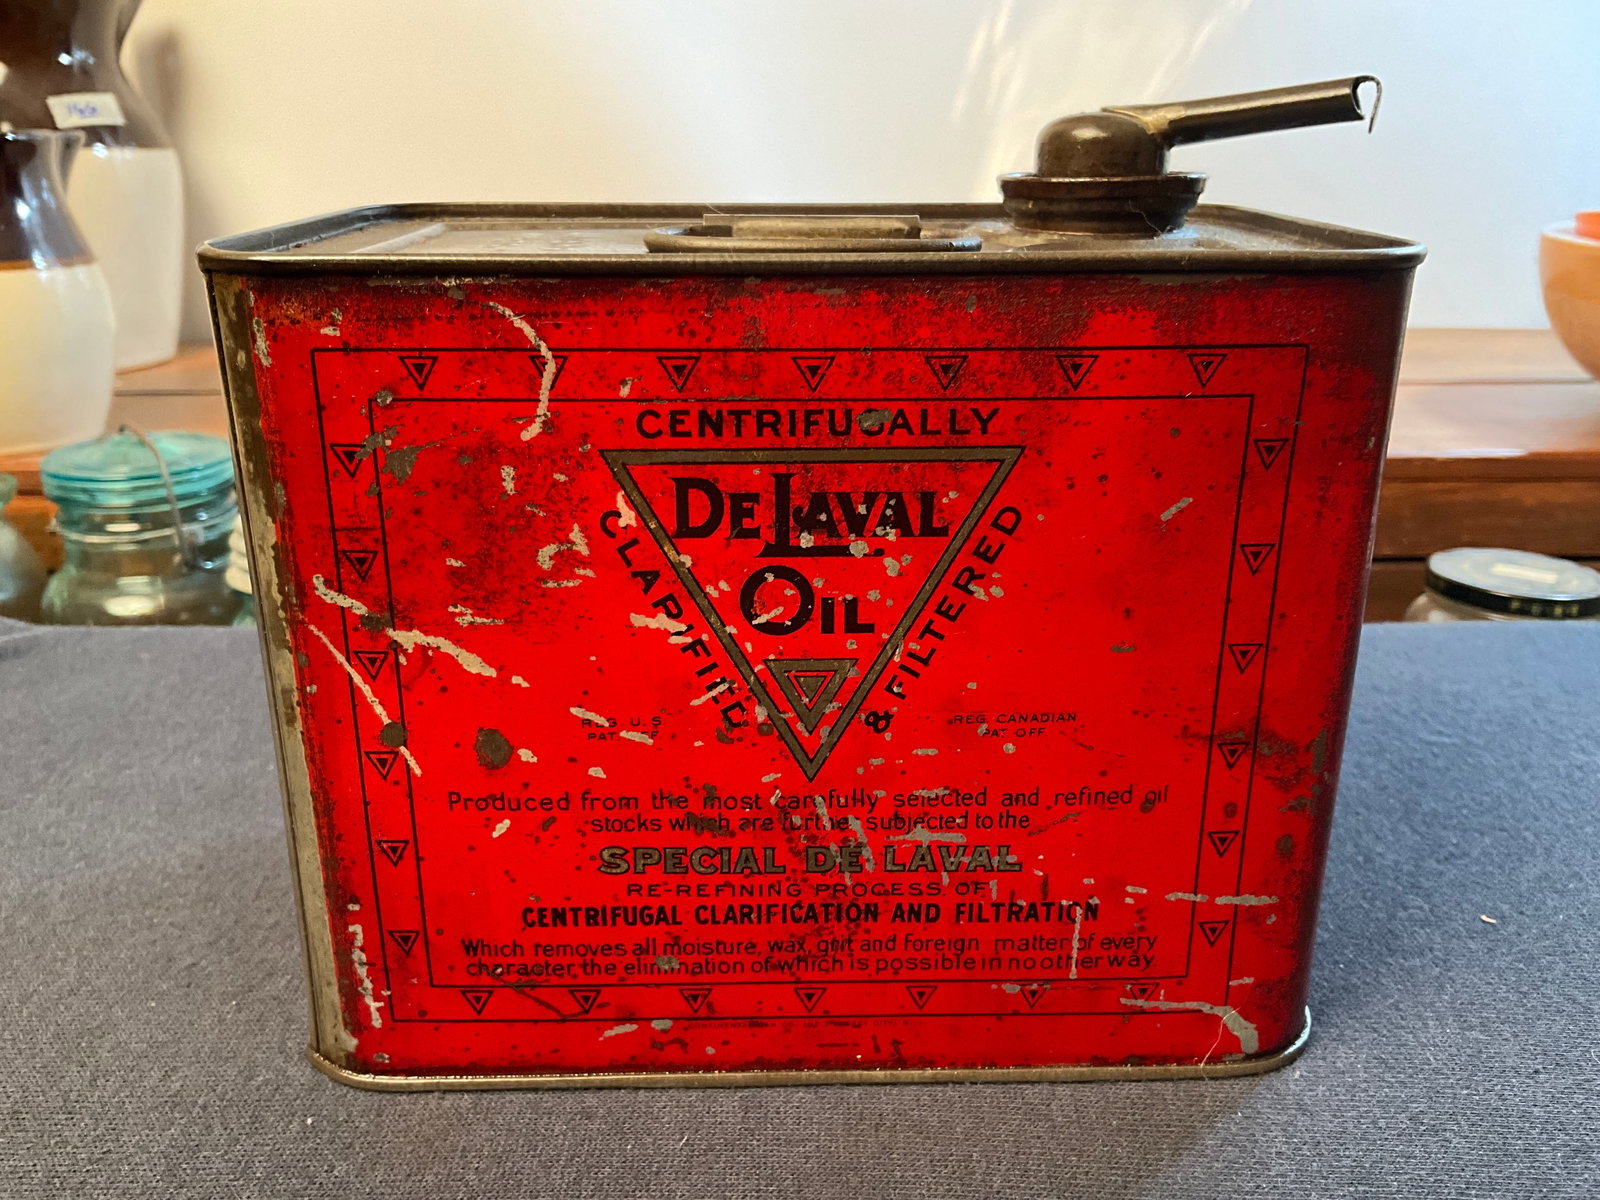 CENTRIFUGALLY
DE LAVAL
OIL
CLARIFIED
& FILTERED
REG U.S.
PAT OFF
REG. CANADIAN
PAT OFF
Produced from the most carefully selected and refined oil
stocks which are further subjected to the
SPECIAL DE LAVAL
RE-REFINING PROCESS OF
CENTRIFUGAL CLARIFICATION AND FILTRATION
Which removes all moisture, wax, grit and foreign matter of every
character, the elimination of which is possible in no other way.